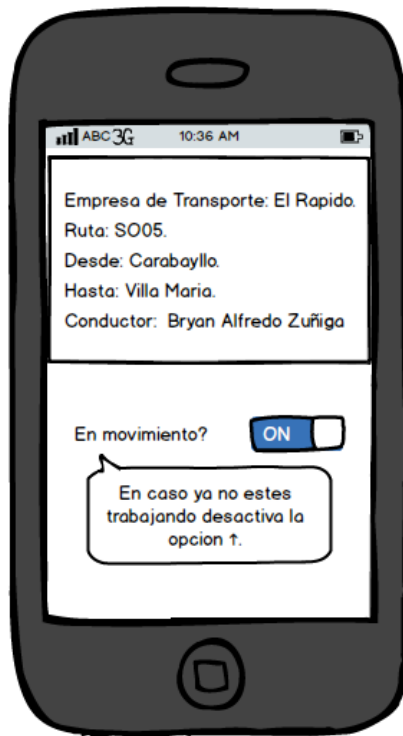 ABC 3G 10:36 AM
Empresa de Transporte: El Rapido.
Ruta: SO05.
Desde: Carabayllo.
Hasta: Villa Maria.
Conductor: Bryan Alfredo Zuñiga
En movimiento? ON
En caso ya no estes
trabajando desactiva la
opcion ↑.